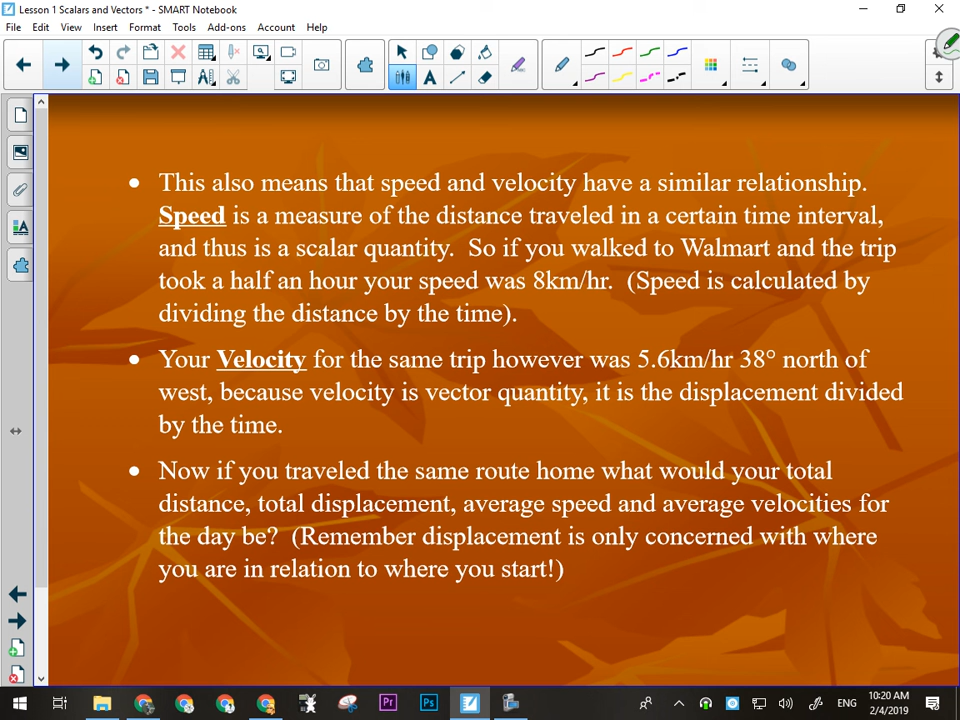 Lesson 1 Scalars and Vectors * - SMART Notebook
File Edit View Insert Format Tools Add-ons Account Help
• This also means that speed and velocity have a similar relationship.
Speed is a measure of the distance traveled in a certain time interval,
and thus is a scalar quantity. So if you walked to Walmart and the trip
took a half an hour your speed was 8km/hr. (Speed is calculated by
dividing the distance by the time).
• Your Velocity for the same trip however was 5.6km/hr 38° north of
west, because velocity is vector quantity, it is the displacement divided
by the time.
• Now if you traveled the same route home what would your total
distance, total displacement, average speed and average velocities for
the day be? (Remember displacement is only concerned with where
you are in relation to where you start!)
Pr Ps ENG 10:20 AM
2/4/2019